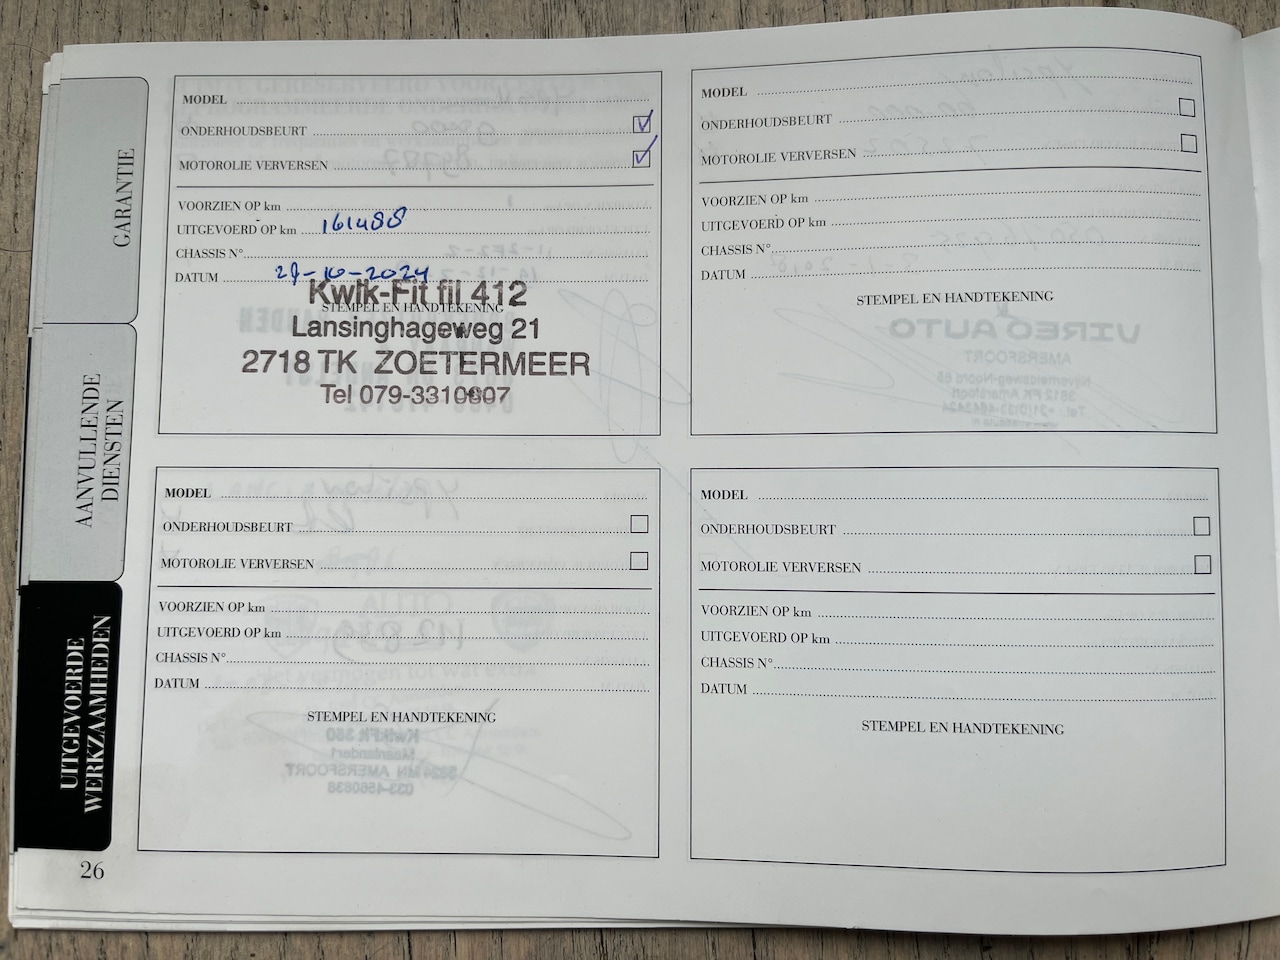 GARANTIE
AANVULLENDE
DIENSTEN
UITGEVOERDE
WERKZAAMHEDEN
MODEL
ONDERHOUDSBEURT
MOTOROLIE VERVERSEN
VOORZIEN OP km
UITGEVOERD OP km 161488
CHASSIS N°
DATUM 29-10-2024
STEMPEL EN HANDTEKENING
Kwik-Fit fil 412
Lansinghageweg 21
2718 TK ZOETERMEER
Tel 079-3310607
MODEL
ONDERHOUDSBEURT
MOTOROLIE VERVERSEN
VOORZIEN OP km
UITGEVOERD OP km
CHASSIS N°
DATUM
STEMPEL EN HANDTEKENING
MODEL
ONDERHOUDSBEURT
MOTOROLIE VERVERSEN
VOORZIEN OP km
UITGEVOERD OP km
CHASSIS N°
DATUM
STEMPEL EN HANDTEKENING
MODEL
ONDERHOUDSBEURT
MOTOROLIE VERVERSEN
VOORZIEN OP km
UITGEVOERD OP km
CHASSIS N°
DATUM
STEMPEL EN HANDTEKENING
26